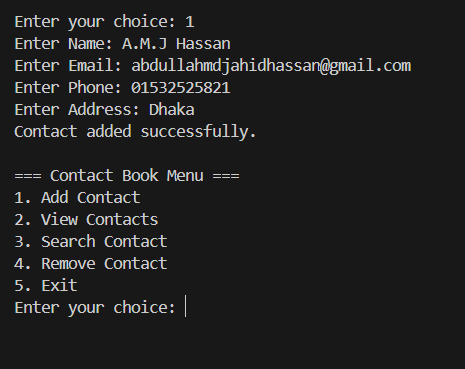 Enter your choice: 1
Enter Name: A.M.J Hassan
Enter Email: abdullahmdjahidhassan@gmail.com
Enter Phone: 01532525821
Enter Address: Dhaka
Contact added successfully.
=== Contact Book Menu ===
1. Add Contact
2. View Contacts
3. Search Contact
4. Remove Contact
5. Exit
Enter your choice: